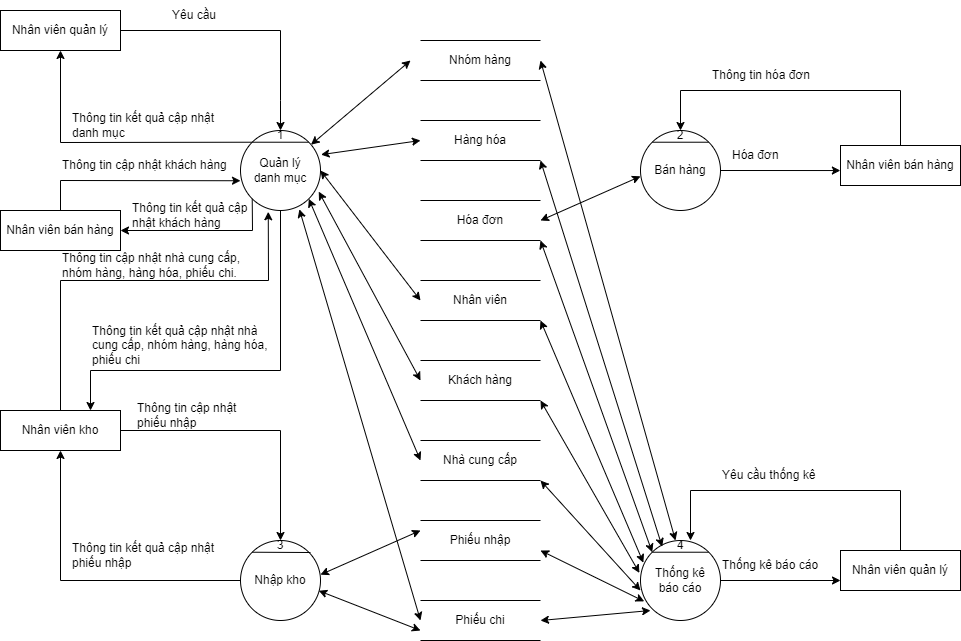 Yêu cầu
Nhân viên quản lý
Thông tin kết quả cập nhật
danh mục
1
Quản lý
danh mục
Thông tin cập nhật khách hàng
Thông tin kết quả cập
nhật khách hàng
Nhân viên bán hàng
Thông tin cập nhật nhà cung cấp,
nhóm hàng, hàng hóa, phiếu chi.
Thông tin kết quả cập nhật nhà
cung cấp, nhóm hàng, hàng hóa,
phiếu chi
Thông tin cập nhật
phiếu nhập
Nhân viên kho
Thông tin kết quả cập nhật
phiếu nhập
3
Nhập kho
Nhóm hàng
Hàng hóa
Hóa đơn
Nhân viên
Khách hàng
Nhà cung cấp
Phiếu nhập
Phiếu chi
Thông tin hóa đơn
2
Bán hàng
Hóa đơn
Nhân viên bán hàng
Yêu cầu thống kê
4
Thống kê
báo cáo
Thống kê báo cáo
Nhân viên quản lý